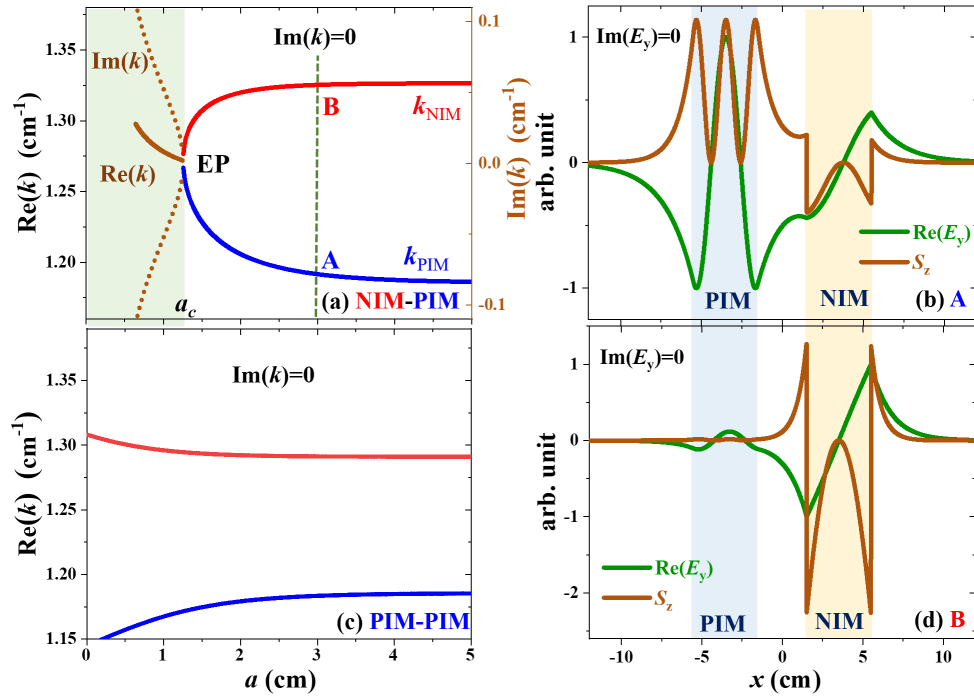 1.35
1.30
1.25
1.20
Re(k) (cm⁻¹)
Im(k)=0
0.1
0.0
-0.1
Im(k) (cm⁻¹)
Im(k)
Re(k)
EP
B
A
k_NIM
k_PIM
a_c
(a) NIM-PIM
1
0
-1
arb. unit
Im(E_y)=0
Re(E_y)
S_z
PIM
NIM
(b) A
1.35
1.30
1.25
1.20
1.15
Re(k) (cm⁻¹)
Im(k)=0
(c) PIM-PIM
0 1 2 3 4 5
a (cm)
1
0
-1
-2
arb. unit
Im(E_y)=0
Re(E_y)
S_z
PIM
NIM
(d) B
-10 -5 0 5 10
x (cm)